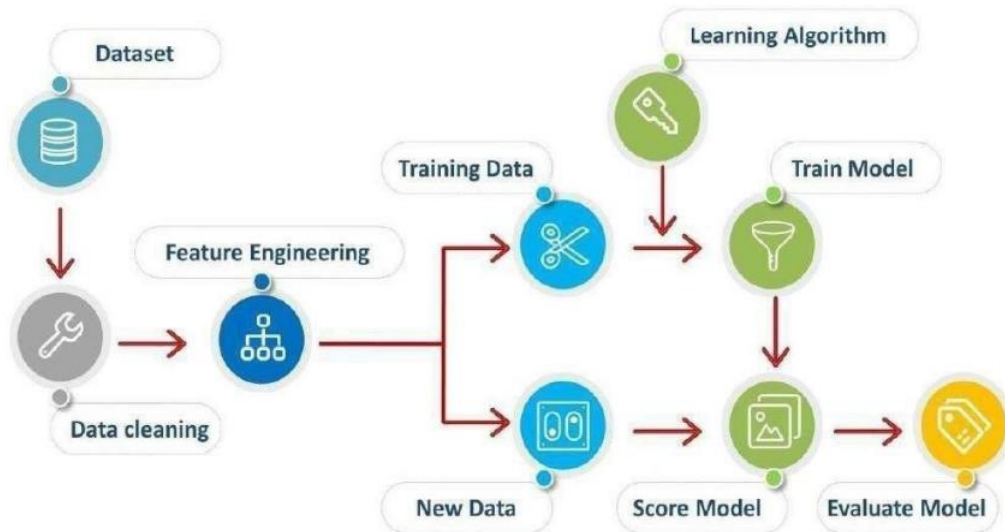 Dataset
Learning Algorithm
Training Data
Train Model
Feature Engineering
Data cleaning
New Data
Score Model
Evaluate Model